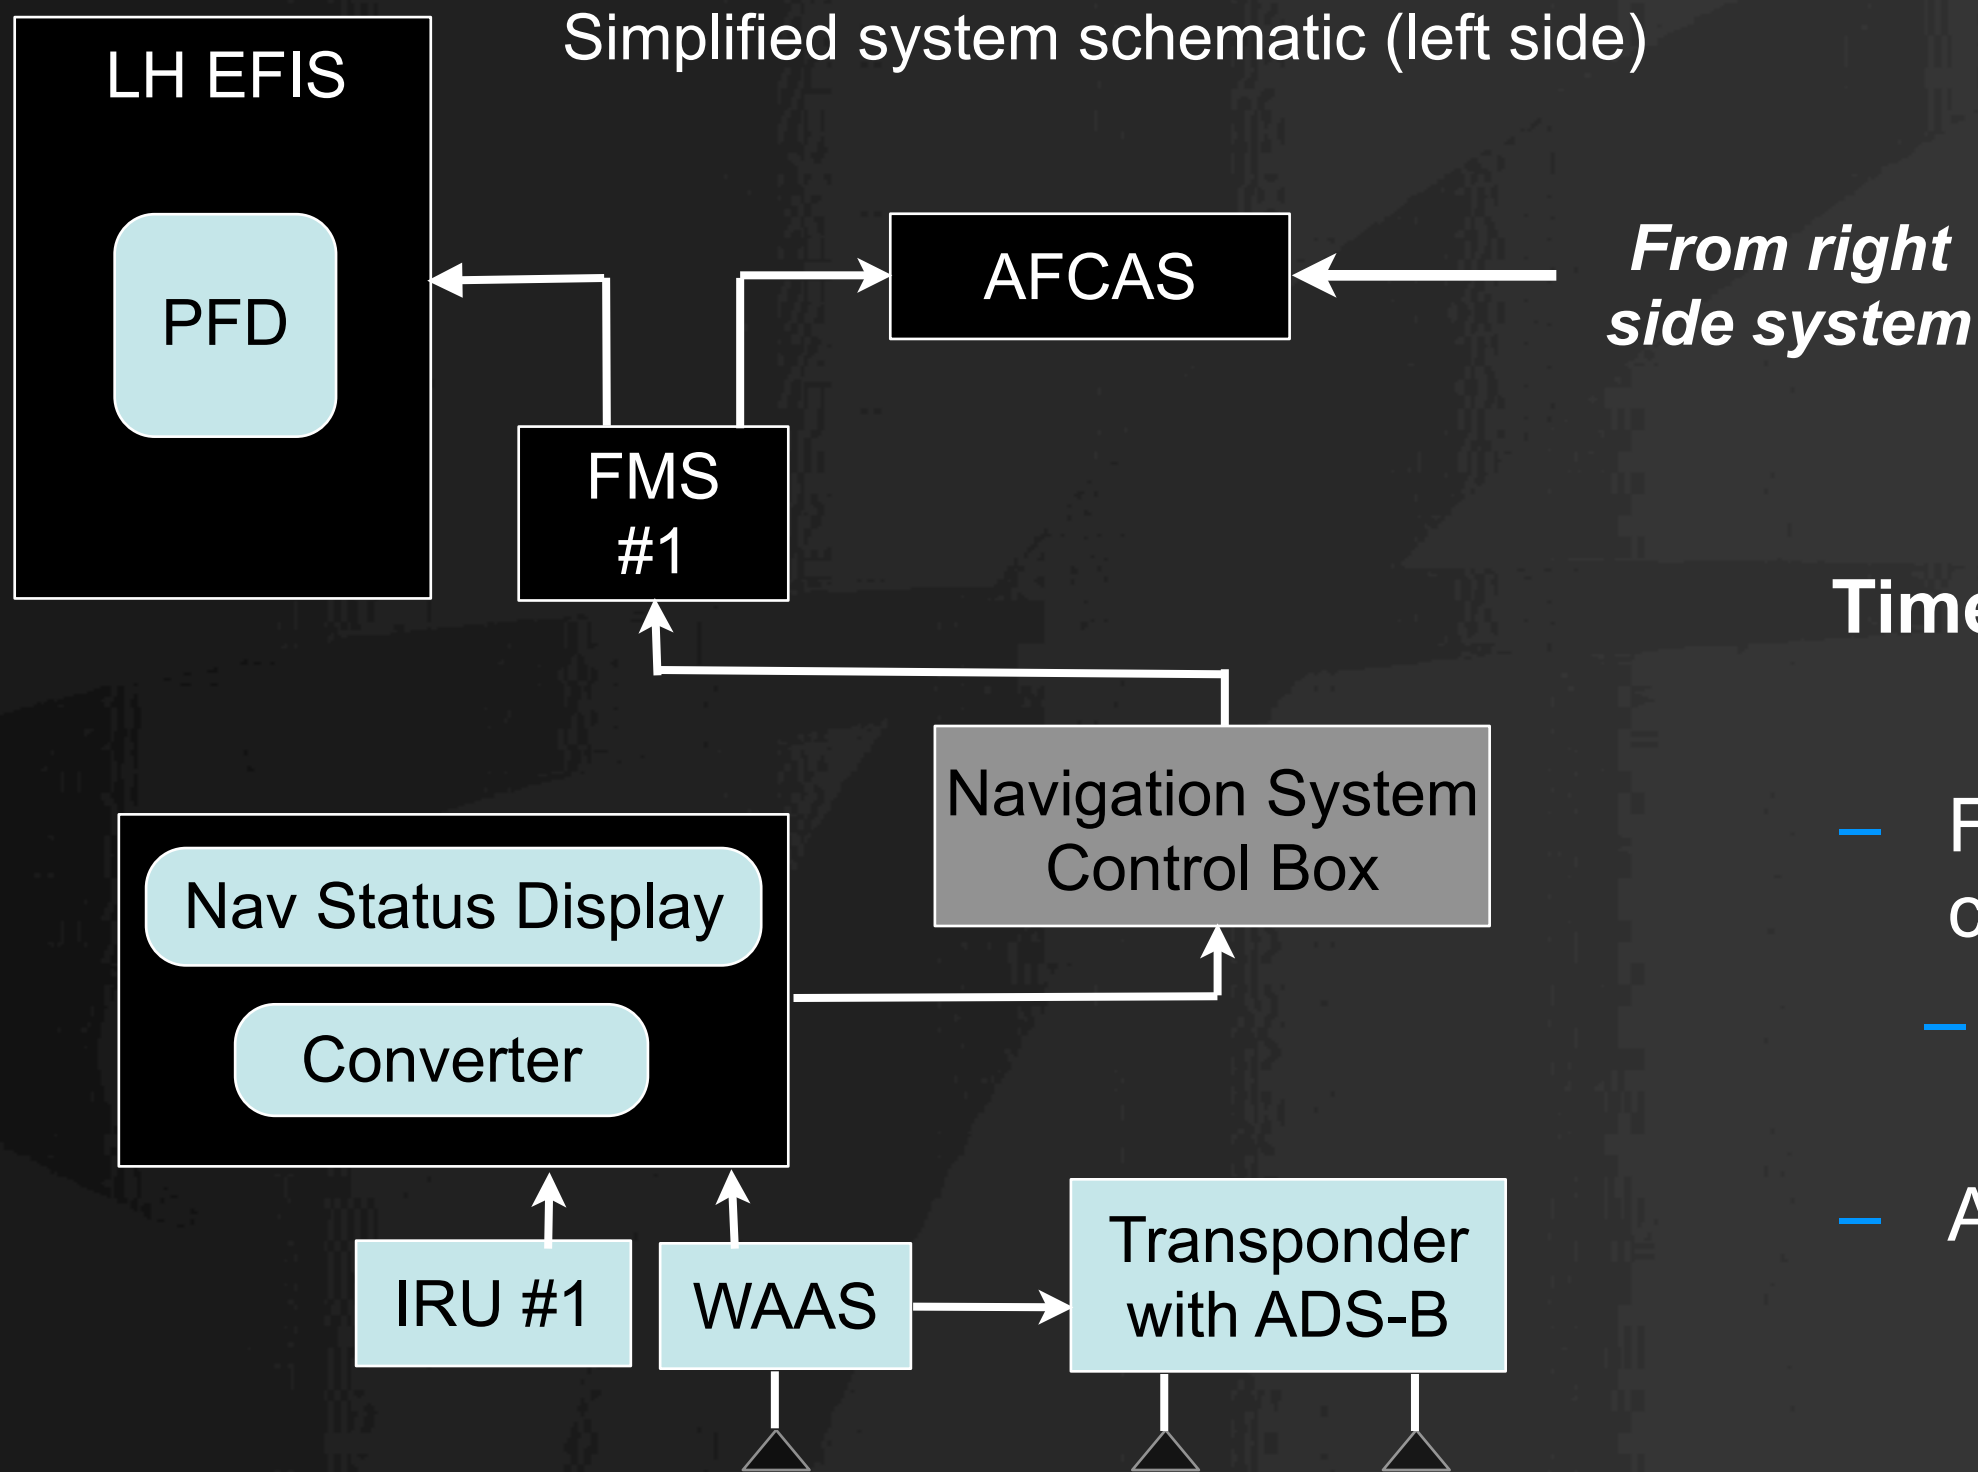 Simplified system schematic (left side)
LH EFIS
PFD
AFCAS
From right
side system
FMS
#1
Navigation System
Control Box
Nav Status Display
Converter
IRU #1
WAAS
Transponder
with ADS-B